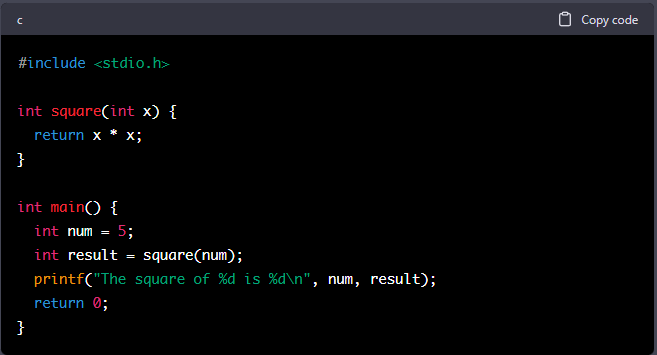 c
Copy code
#include <stdio.h>
int square(int x) {
  return x * x;
}
int main() {
  int num = 5;
  int result = square(num);
  printf("The square of %d is %d\n", num, result);
  return 0;
}